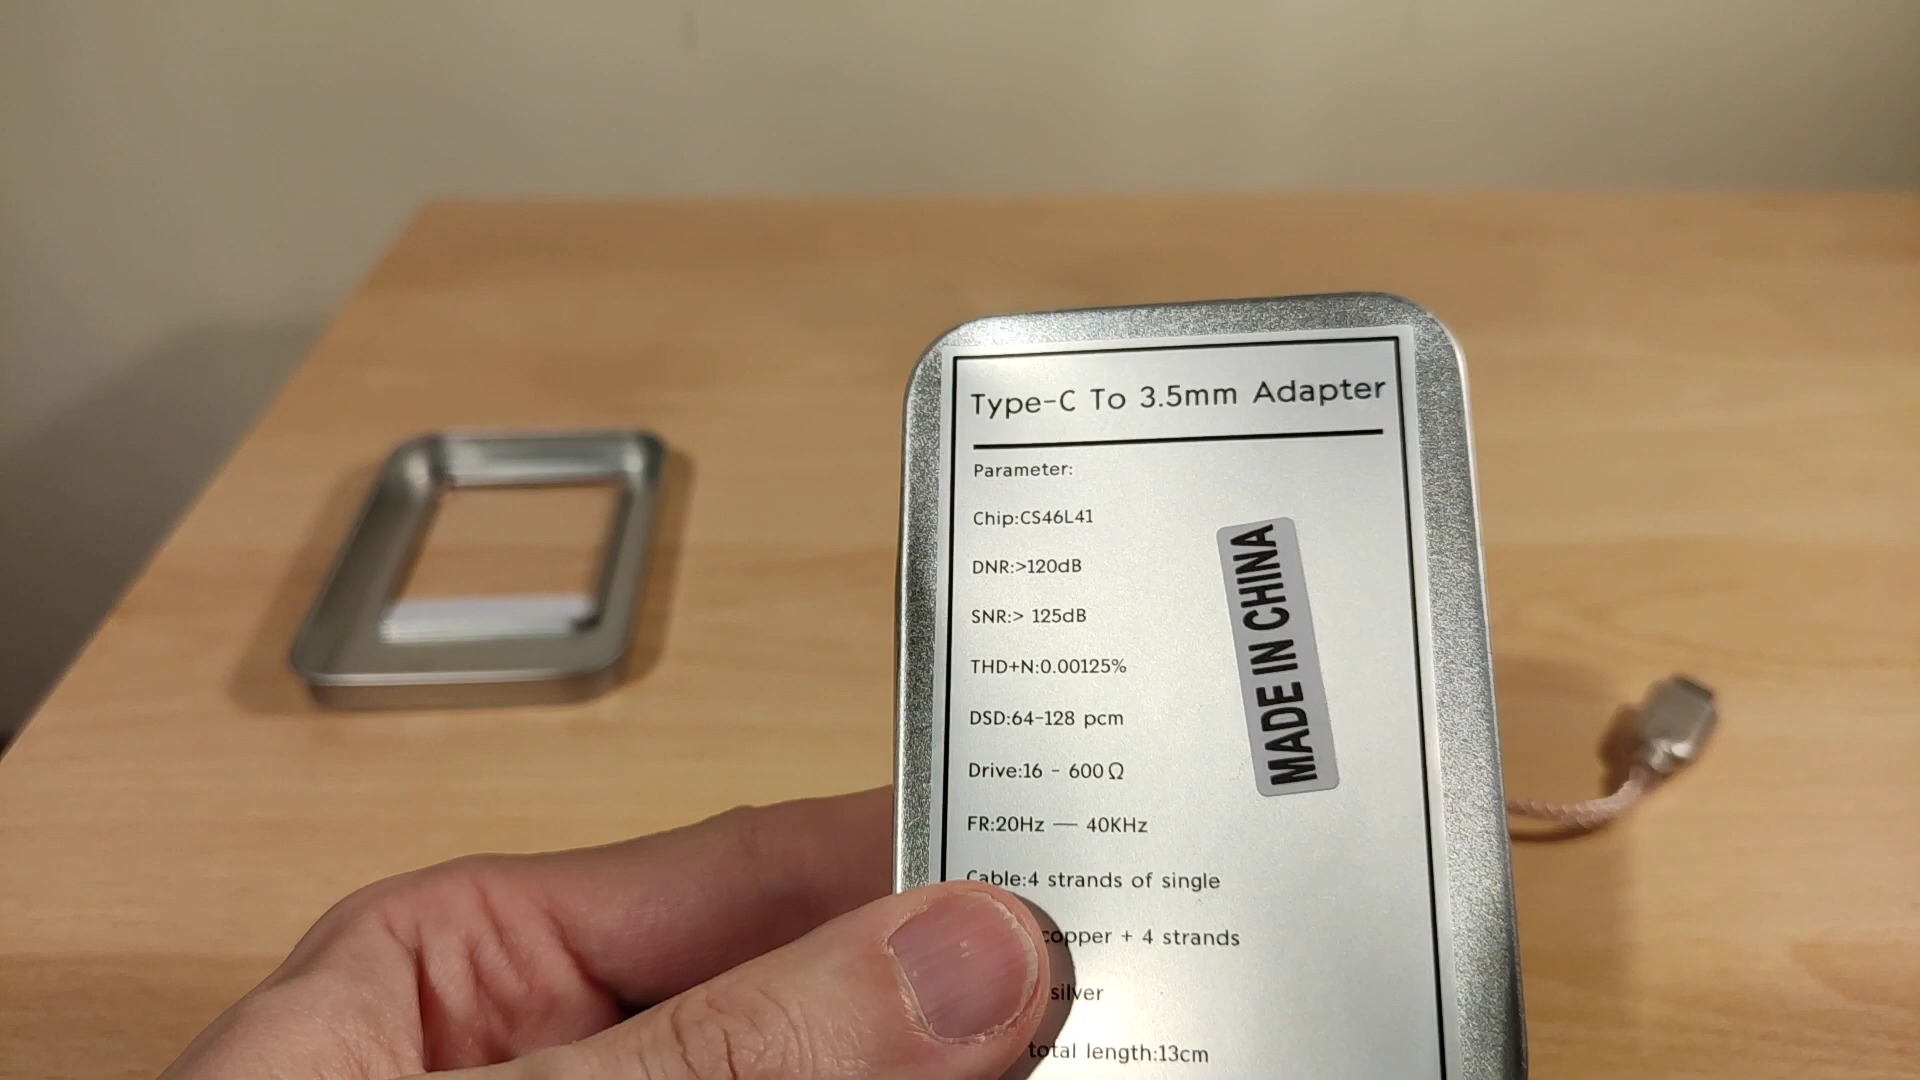 Type-C To 3.5mm Adapter
Parameter:
Chip:CS46L41
DNR:>120dB
SNR:> 125dB
THD+N:0.00125%
DSD:64-128 pcm
Drive:16 - 600Ω
FR:20Hz — 40KHz
Cable:4 strands of single
copper + 4 strands
silver
total length:13cm
MADE IN CHINA